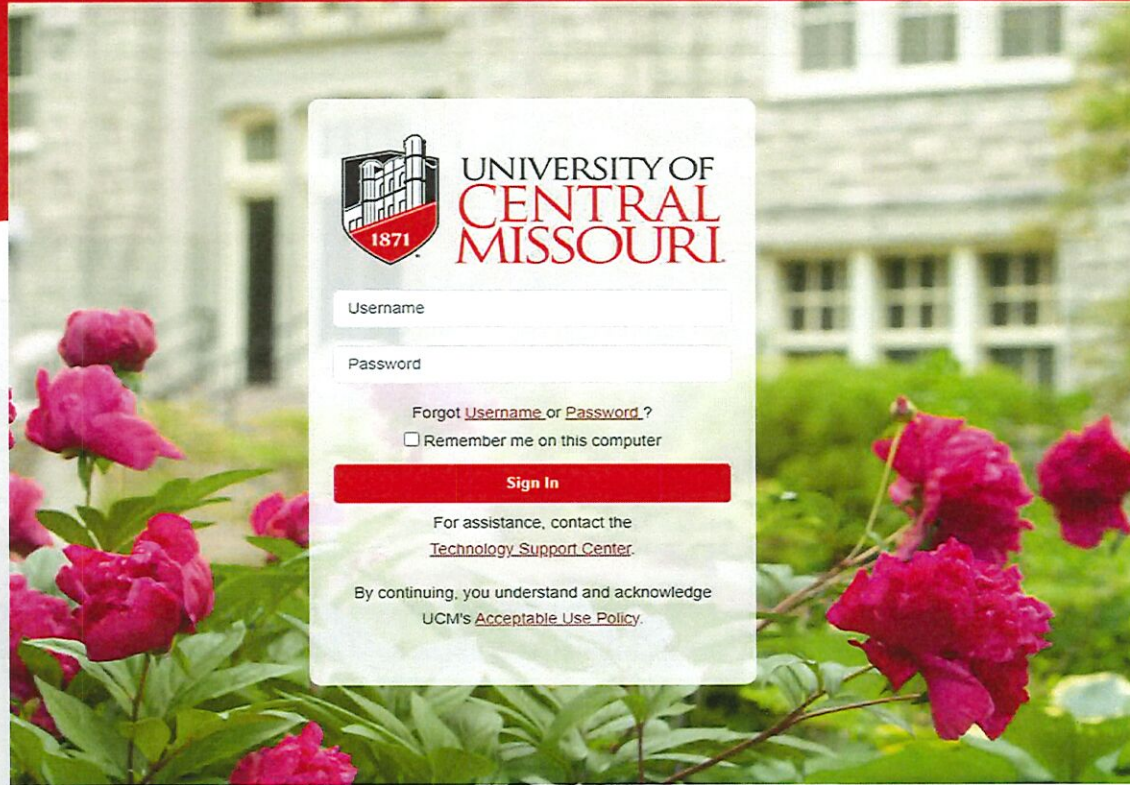 UNIVERSITY OF
CENTRAL
MISSOURI
1871
Username
Password
Forgot Username or Password ?
Remember me on this computer
Sign In
For assistance, contact the
Technology Support Center.
By continuing, you understand and acknowledge
UCM's Acceptable Use Policy.